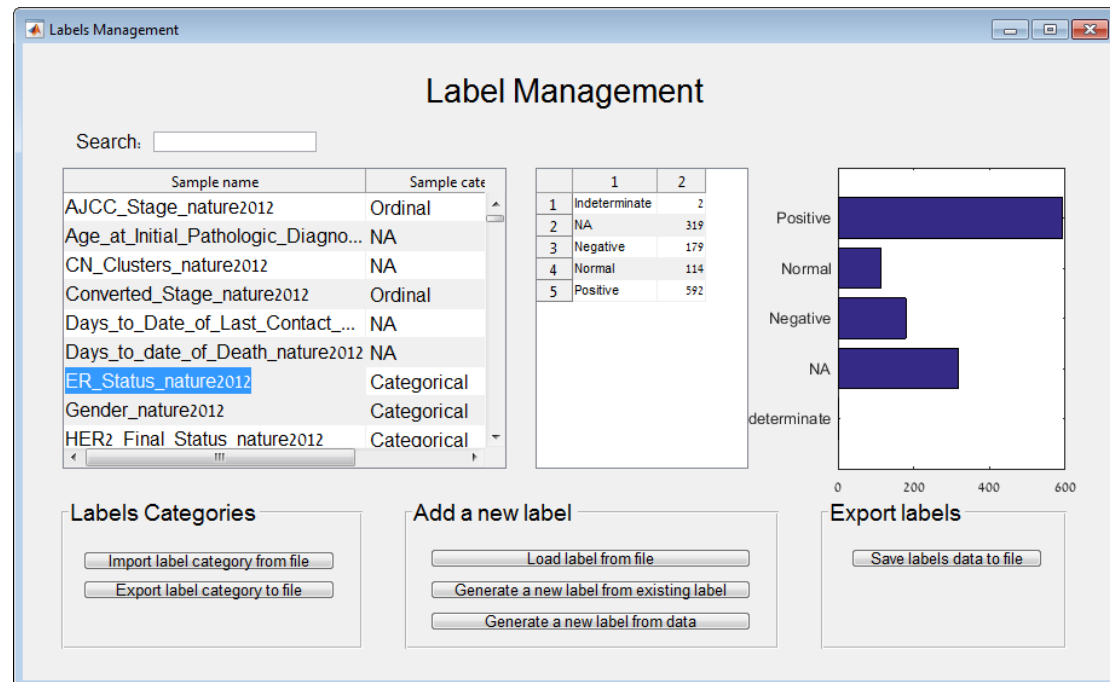 Labels Management
Label Management
Search:
Sample name Sample cate
AJCC_Stage_nature2012 Ordinal
Age_at_Initial_Pathologic_Diagno... NA
CN_Clusters_nature2012 NA
Converted_Stage_nature2012 Ordinal
Days_to_Date_of_Last_Contact_... NA
Days_to_date_of_Death_nature2012 NA
ER_Status_nature2012 Categorical
Gender_nature2012 Categorical
HER2_Final_Status_nature2012 Categorical
1 2
1 Indeterminate 2
2 NA 319
3 Negative 179
4 Normal 114
5 Positive 592
Positive
Normal
Negative
NA
determinate
0 200 400 600
Labels Categories
Import label category from file
Export label category to file
Add a new label
Load label from file
Generate a new label from existing label
Generate a new label from data
Export labels
Save labels data to file